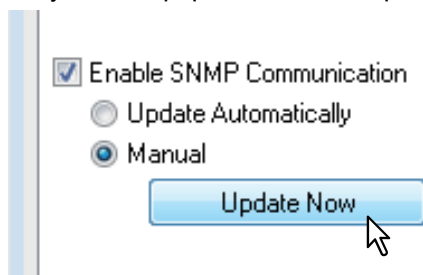 Enable SNMP Communication
Update Automatically
Manual
Update Now